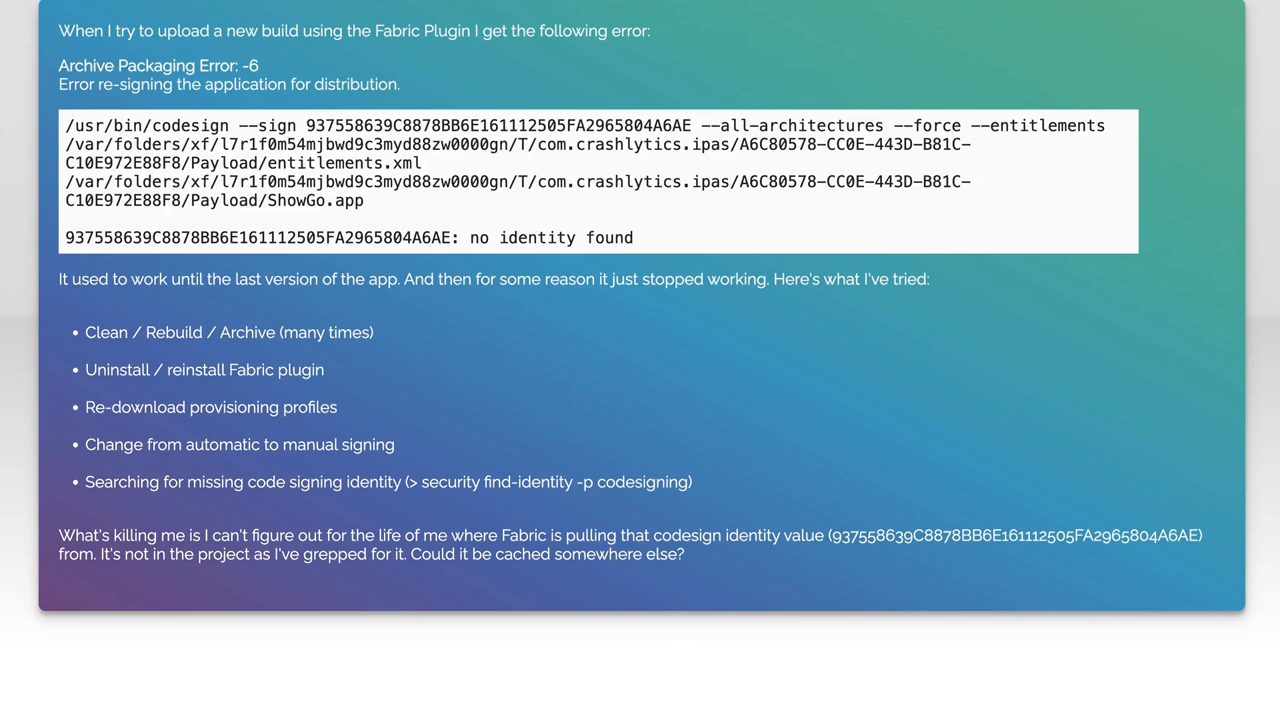 When I try to upload a new build using the Fabric Plugin I get the following error:
Archive Packaging Error: -6
Error re-signing the application for distribution.
/usr/bin/codesign --sign 937558639C8878BB6E161112505FA2965804A6AE --all-architectures --force --entitlements
/var/folders/xf/l7r1f0m54mjbwd9c3myd88zw0000gn/T/com.crashlytics.ipas/A6C80578-CC0E-443D-B81C-
C10E972E88F8/Payload/entitlements.xml
/var/folders/xf/l7r1f0m54mjbwd9c3myd88zw0000gn/T/com.crashlytics.ipas/A6C80578-CC0E-443D-B81C-
C10E972E88F8/Payload/ShowGo.app
937558639C8878BB6E161112505FA2965804A6AE: no identity found
It used to work until the last version of the app. And then for some reason it just stopped working. Here's what I've tried:
• Clean / Rebuild / Archive (many times)
• Uninstall / reinstall Fabric plugin
• Re-download provisioning profiles
• Change from automatic to manual signing
• Searching for missing code signing identity (> security find-identity -p codesigning)
What's killing me is I can't figure out for the life of me where Fabric is pulling that codesign identity value (937558639C8878BB6E161112505FA2965804A6AE)
from. It's not in the project as I've grepped for it. Could it be cached somewhere else?